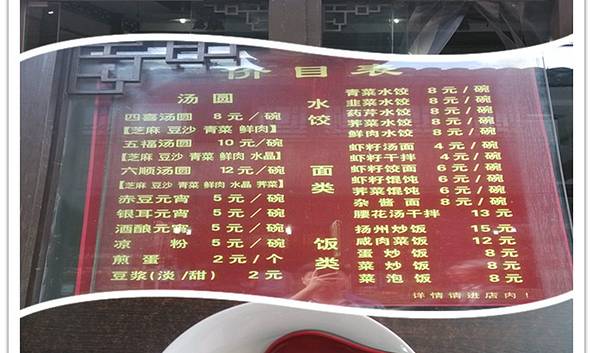 价目表
汤圆
四喜汤圆 8元/碗
【芝麻 豆沙 青菜 鲜肉】
五福汤圆 10元/碗
【芝麻 豆沙 青菜 鲜肉 水晶】
六顺汤圆 12元/碗
【芝麻 豆沙 青菜 鲜肉 水晶 荠菜】
赤豆元宵 5元/碗
银耳元宵 5元/碗
酒酿元宵 5元/碗
凉粉 5元/碗
煎蛋 2元/个
豆浆(淡/甜) 2元
水饺
青菜水饺 8元/碗
韭菜水饺 8元/碗
药芹水饺 8元/碗
荠菜水饺 8元/碗
鲜肉水饺 8元/碗
面类
虾籽汤面 4元/碗
虾籽干拌 4元/碗
虾籽饺面 6元/碗
虾籽馄饨 6元/碗
荠菜馄饨 6元/碗
杂酱面 8元/碗
腰花汤干拌 13元
饭类
扬州炒饭 15元
咸肉菜饭 12元
蛋炒饭 8元
菜炒饭 8元
菜泡饭 8元
详情请进店内!